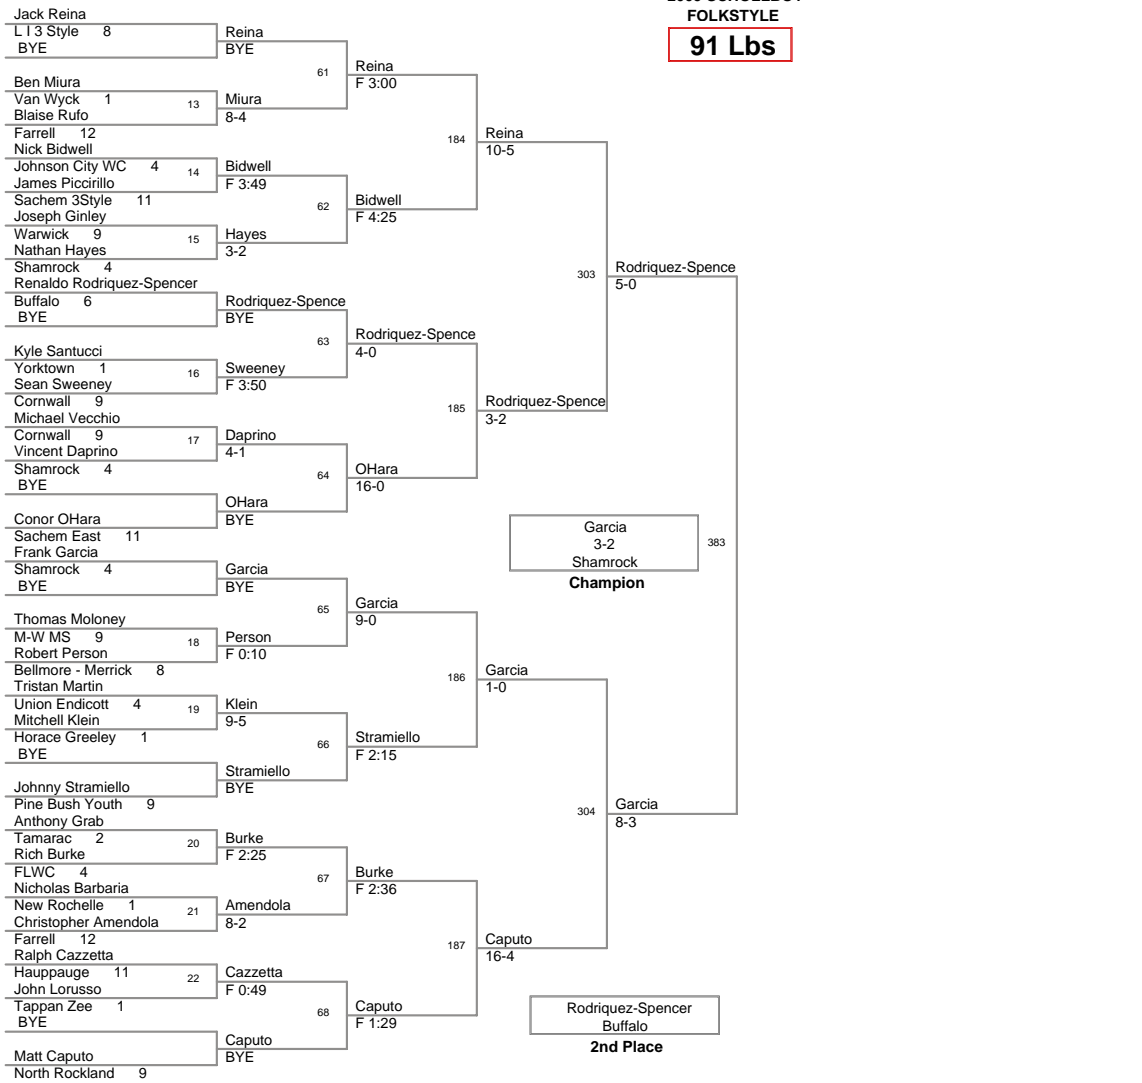 FOLKSTYLE
91 Lbs
Jack Reina
L I 3 Style 8
BYE
Ben Miura
Van Wyck 1
Blaise Rufo
Farrell 12
Nick Bidwell
Johnson City WC 4
James Piccirillo
Sachem 3Style 11
Joseph Ginley
Warwick 9
Nathan Hayes
Shamrock 4
Renaldo Rodriquez-Spencer
Buffalo 6
BYE
Kyle Santucci
Yorktown 1
Sean Sweeney
Cornwall 9
Michael Vecchio
Cornwall 9
Vincent Daprino
Shamrock 4
BYE
Conor OHara
Sachem East 11
Frank Garcia
Shamrock 4
BYE
Thomas Moloney
M-W MS 9
Robert Person
Bellmore - Merrick 8
Tristan Martin
Union Endicott 4
Mitchell Klein
Horace Greeley 1
BYE
Johnny Stramiello
Pine Bush Youth 9
Anthony Grab
Tamarac 2
Rich Burke
FLWC 4
Nicholas Barbaria
New Rochelle 1
Christopher Amendola
Farrell 12
Ralph Cazzetta
Hauppauge 11
John Lorusso
Tappan Zee 1
BYE
Matt Caputo
North Rockland 9
13
14
15
16
17
18
19
20
21
22
Reina
BYE
Miura
8-4
Bidwell
F 3:49
Hayes
3-2
Rodriquez-Spence
BYE
Sweeney
F 3:50
Daprino
4-1
OHara
BYE
Garcia
BYE
Person
F 0:10
Klein
9-5
Stramiello
BYE
Burke
F 2:25
Amendola
8-2
Cazzetta
F 0:49
Caputo
BYE
61
62
63
64
65
66
67
68
Reina
F 3:00
Bidwell
F 4:25
Rodriquez-Spence
4-0
OHara
16-0
Garcia
9-0
Stramiello
F 2:15
Burke
F 2:36
Caputo
F 1:29
184
185
186
187
Reina
10-5
Rodriquez-Spence
3-2
Garcia
1-0
Caputo
16-4
303
304
Rodriquez-Spence
5-0
Garcia
8-3
383
Garcia
3-2
Shamrock
Champion
Rodriquez-Spencer
Buffalo
2nd Place